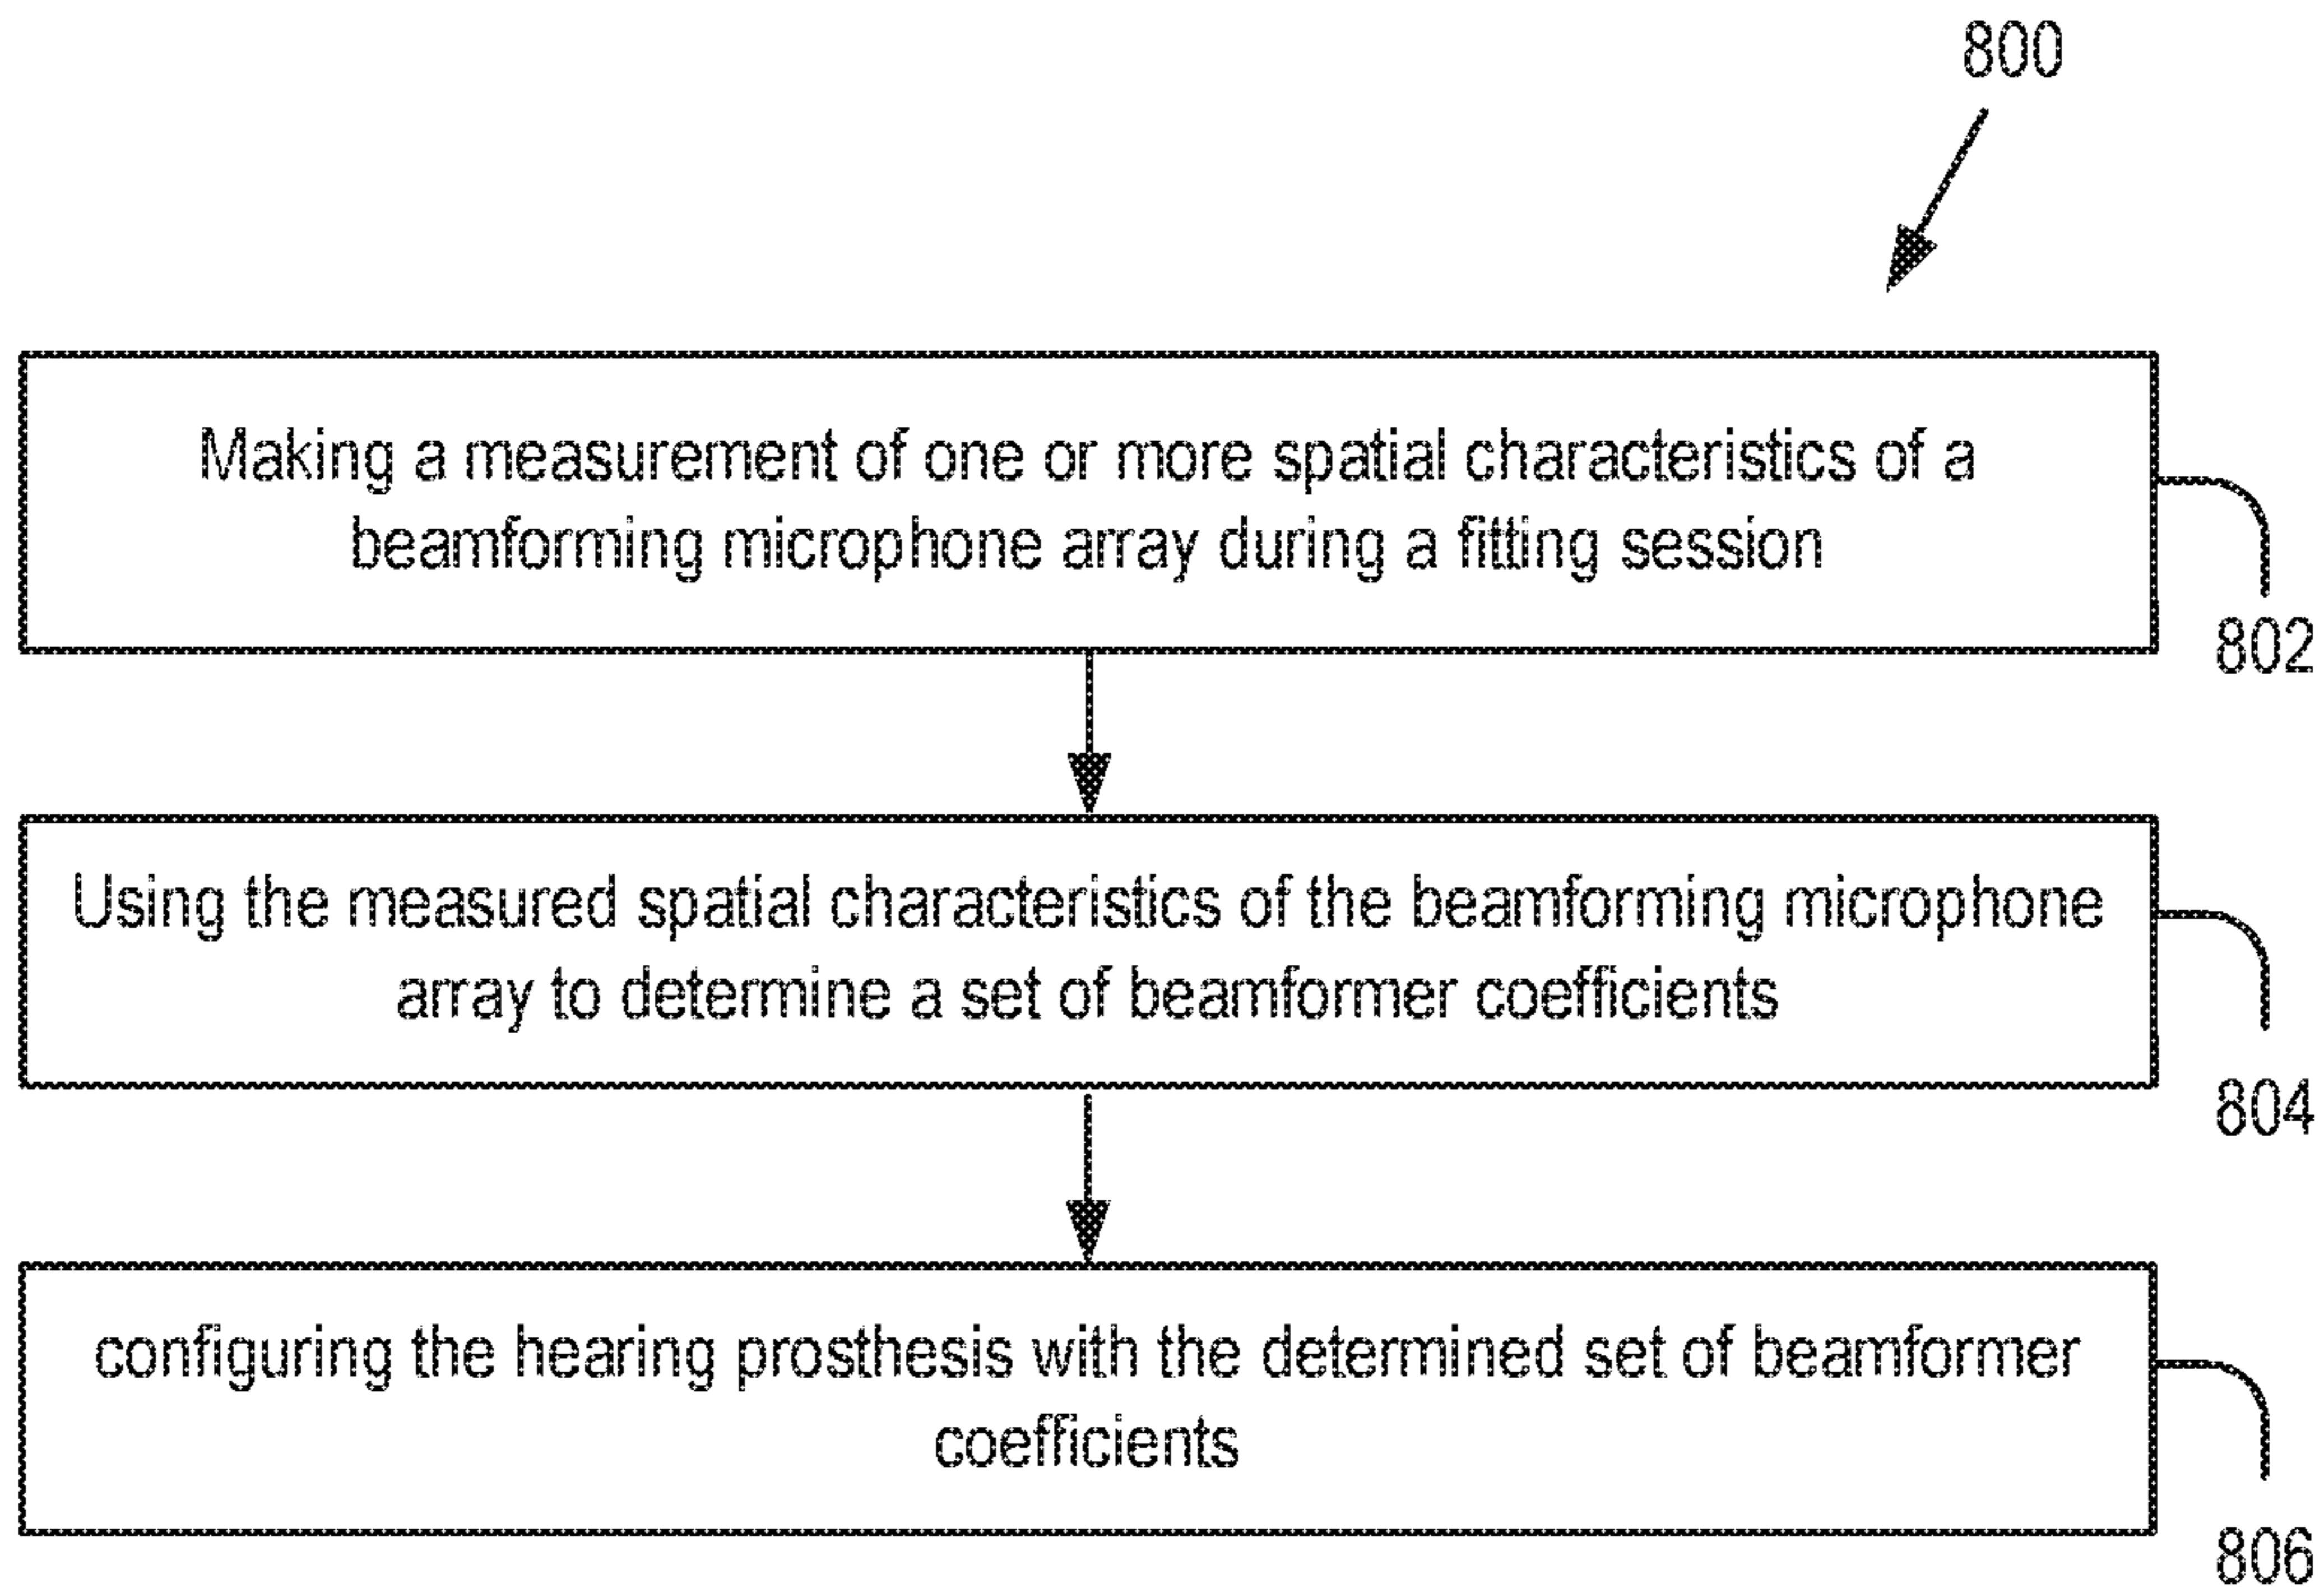 800
Making a measurement of one or more spatial characteristics of a
beamforming microphone array during a fitting session
802
Using the measured spatial characteristics of the beamforming microphone
array to determine a set of beamformer coefficients
804
configuring the hearing prosthesis with the determined set of beamformer
coefficients
806